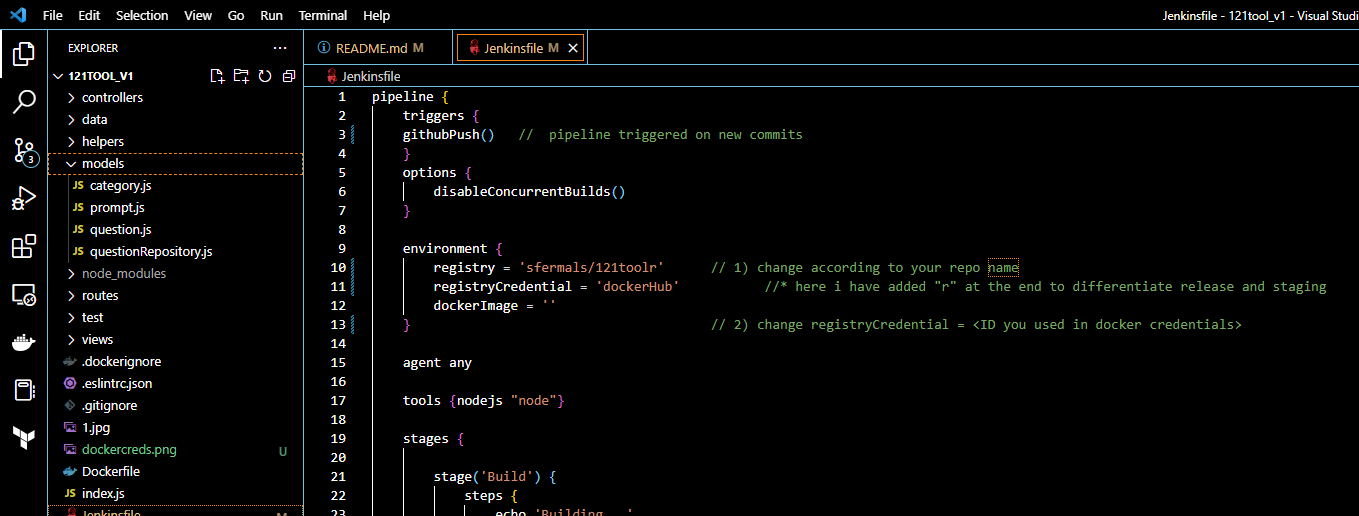 File Edit Selection View Go Run Terminal Help
Jenkinsfile - 121tool_v1 - Visual Studi
EXPLORER
121TOOL_V1
controllers
data
helpers
models
JS category.js
JS prompt.js
JS question.js
JS questionRepository.js
node_modules
routes
test
views
.dockerignore
.eslintrc.json
.gitignore
1.jpg
dockercreds.png U
Dockerfile
JS index.js
Jenkinsfile M
3
README.md M
Jenkinsfile M
Jenkinsfile
1 pipeline {
2 triggers {
3 githubPush() // pipeline triggered on new commits
4 }
5 options {
6 disableConcurrentBuilds()
7 }
8
9 environment {
10 registry = 'sfermals/121toolr' // 1) change according to your repo name
11 registryCredential = 'dockerHub' //* here i have added "r" at the end to differentiate release and staging
12 dockerImage = ''
13 } // 2) change registryCredential = <ID you used in docker credentials>
14
15 agent any
16
17 tools {nodejs "node"}
18
19 stages {
20
21 stage('Build') {
22 steps {
23 echo 'Building...'